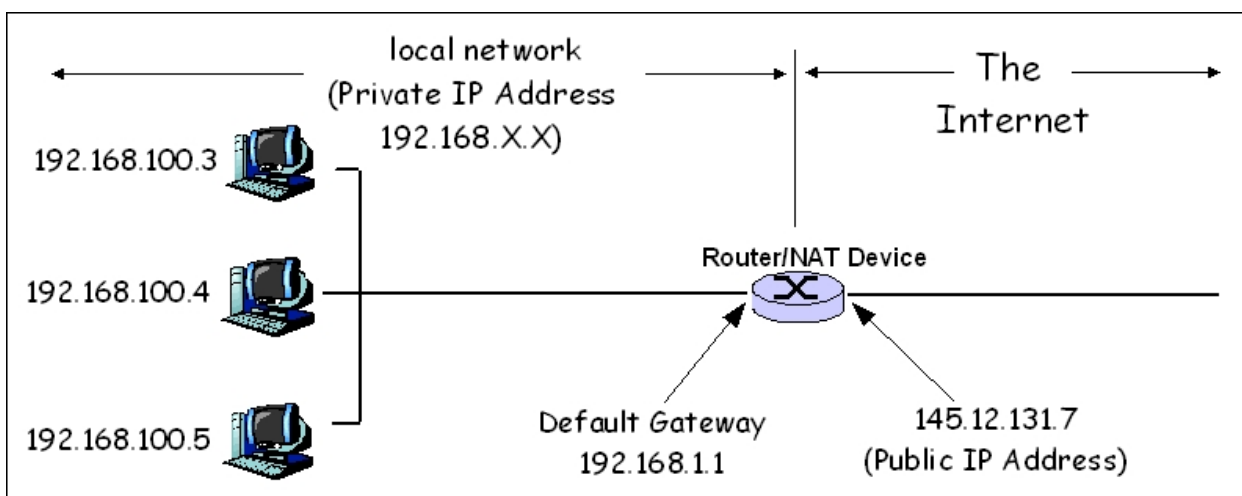 local network
(Private IP Address
192.168.X.X)
The
Internet
192.168.100.3
192.168.100.4
192.168.100.5
Router/NAT Device
Default Gateway
192.168.1.1
145.12.131.7
(Public IP Address)